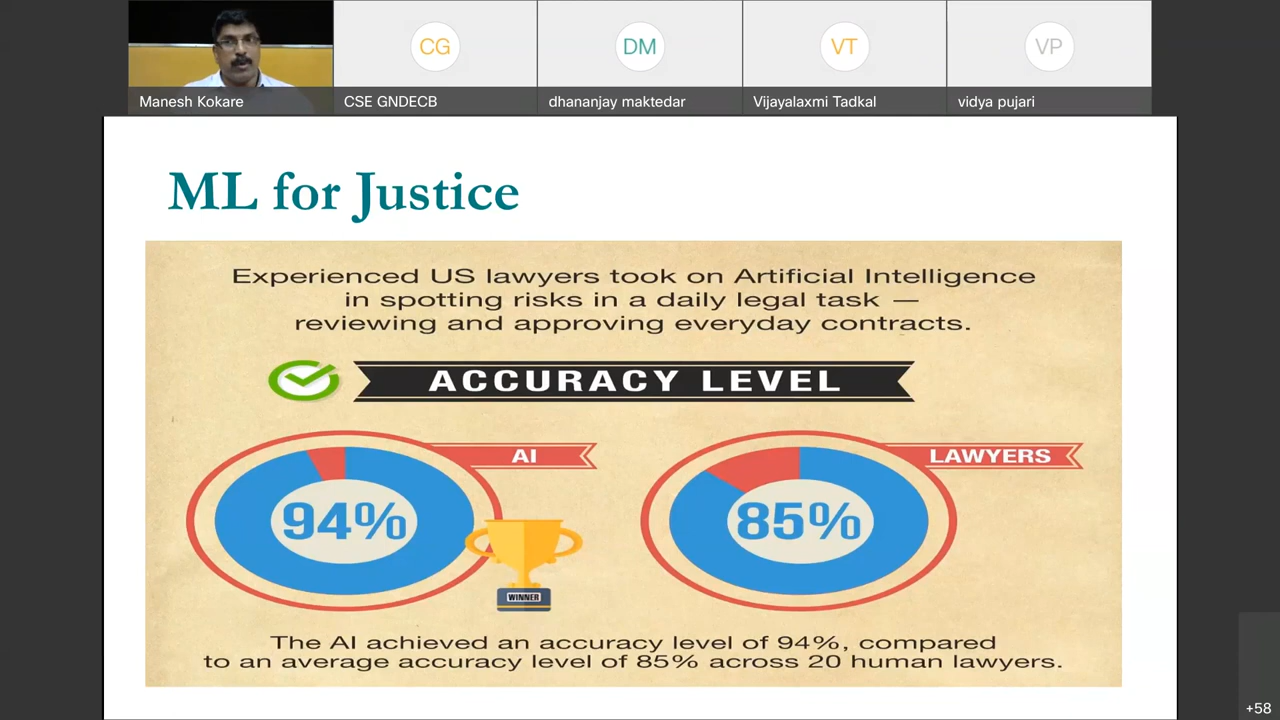 CG
DM
VT
VP
Manesh Kokare
CSE GNDECB
dhananjay maktedar
Vijayalaxmi Tadkal
vidya pujari
ML for Justice
Experienced US lawyers took on Artificial Intelligence
in spotting risks in a daily legal task —
reviewing and approving everyday contracts.
ACCURACY LEVEL
AI
LAWYERS
94%
85%
WINNER
The AI achieved an accuracy level of 94%, compared
to an average accuracy level of 85% across 20 human lawyers.
+58